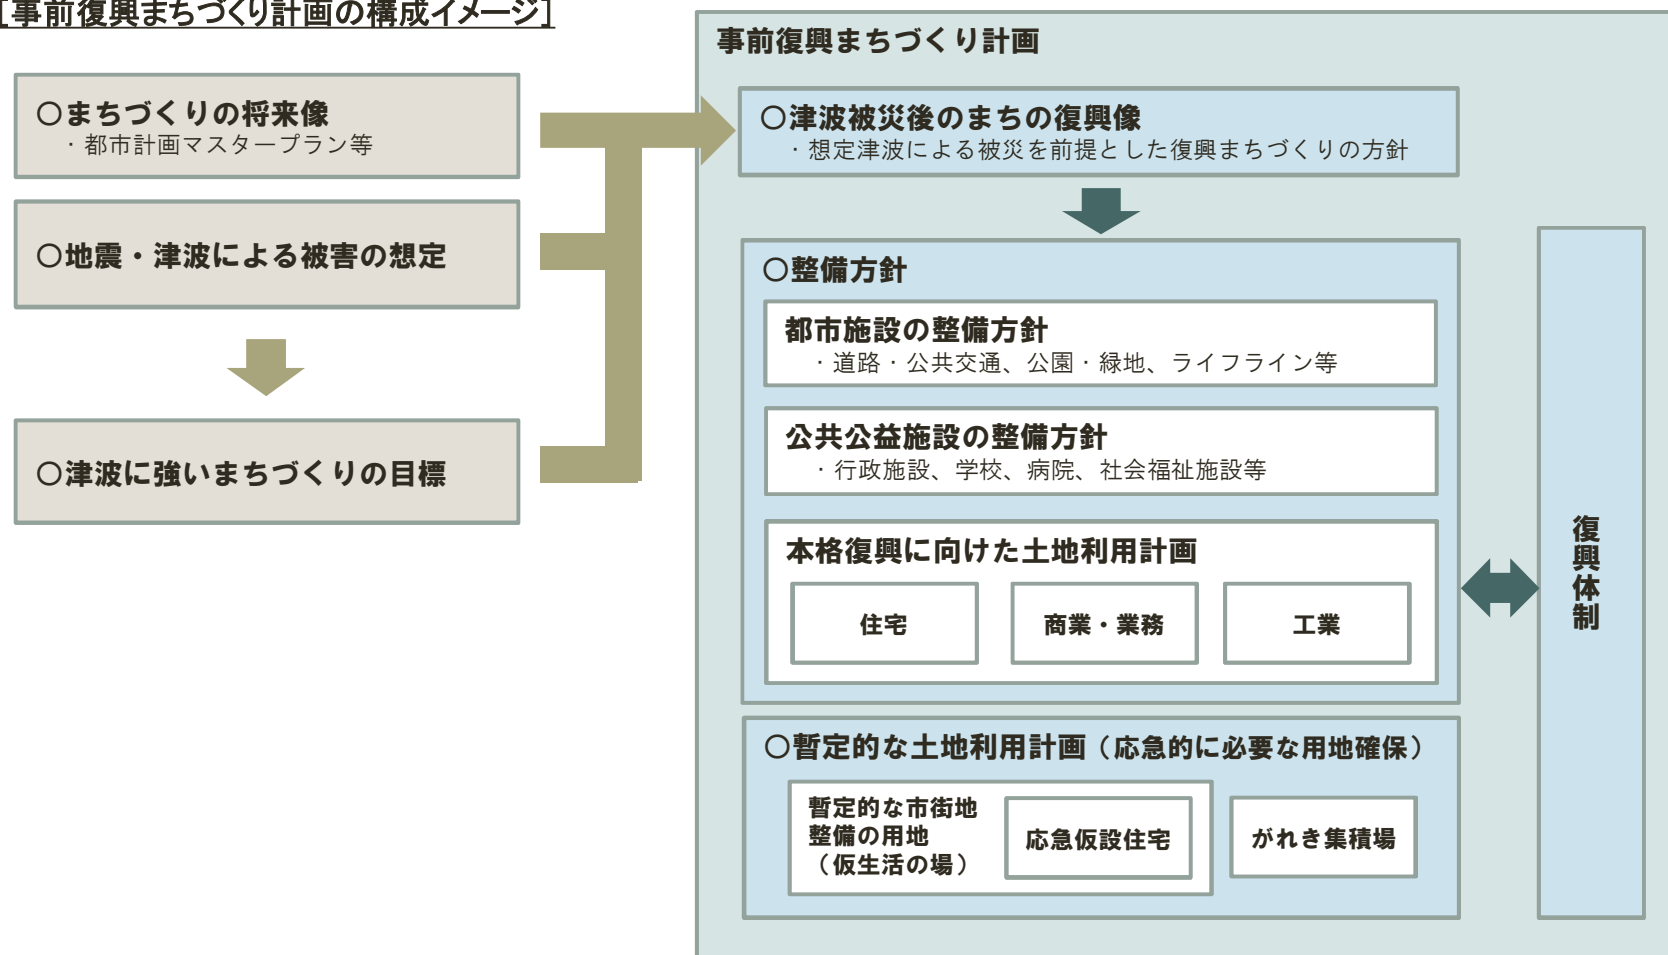 [事前復興まちづくり計画の構成イメージ]
〇まちづくりの将来像
・都市計画マスタープラン等
〇地震・津波による被害の想定
〇津波に強いまちづくりの目標
事前復興まちづくり計画
〇津波被災後のまちの復興像
・想定津波による被災を前提とした復興まちづくりの方針
〇整備方針
都市施設の整備方針
・道路・公共交通、公園・緑地、ライフライン等
公共公益施設の整備方針
・行政施設、学校、病院、社会福祉施設等
本格復興に向けた土地利用計画
住宅
商業・業務
工業
〇暫定的な土地利用計画（応急的に必要な用地確保）
暫定的な市街地
整備の用地
（仮生活の場）
応急仮設住宅
がれき集積場
復興体制